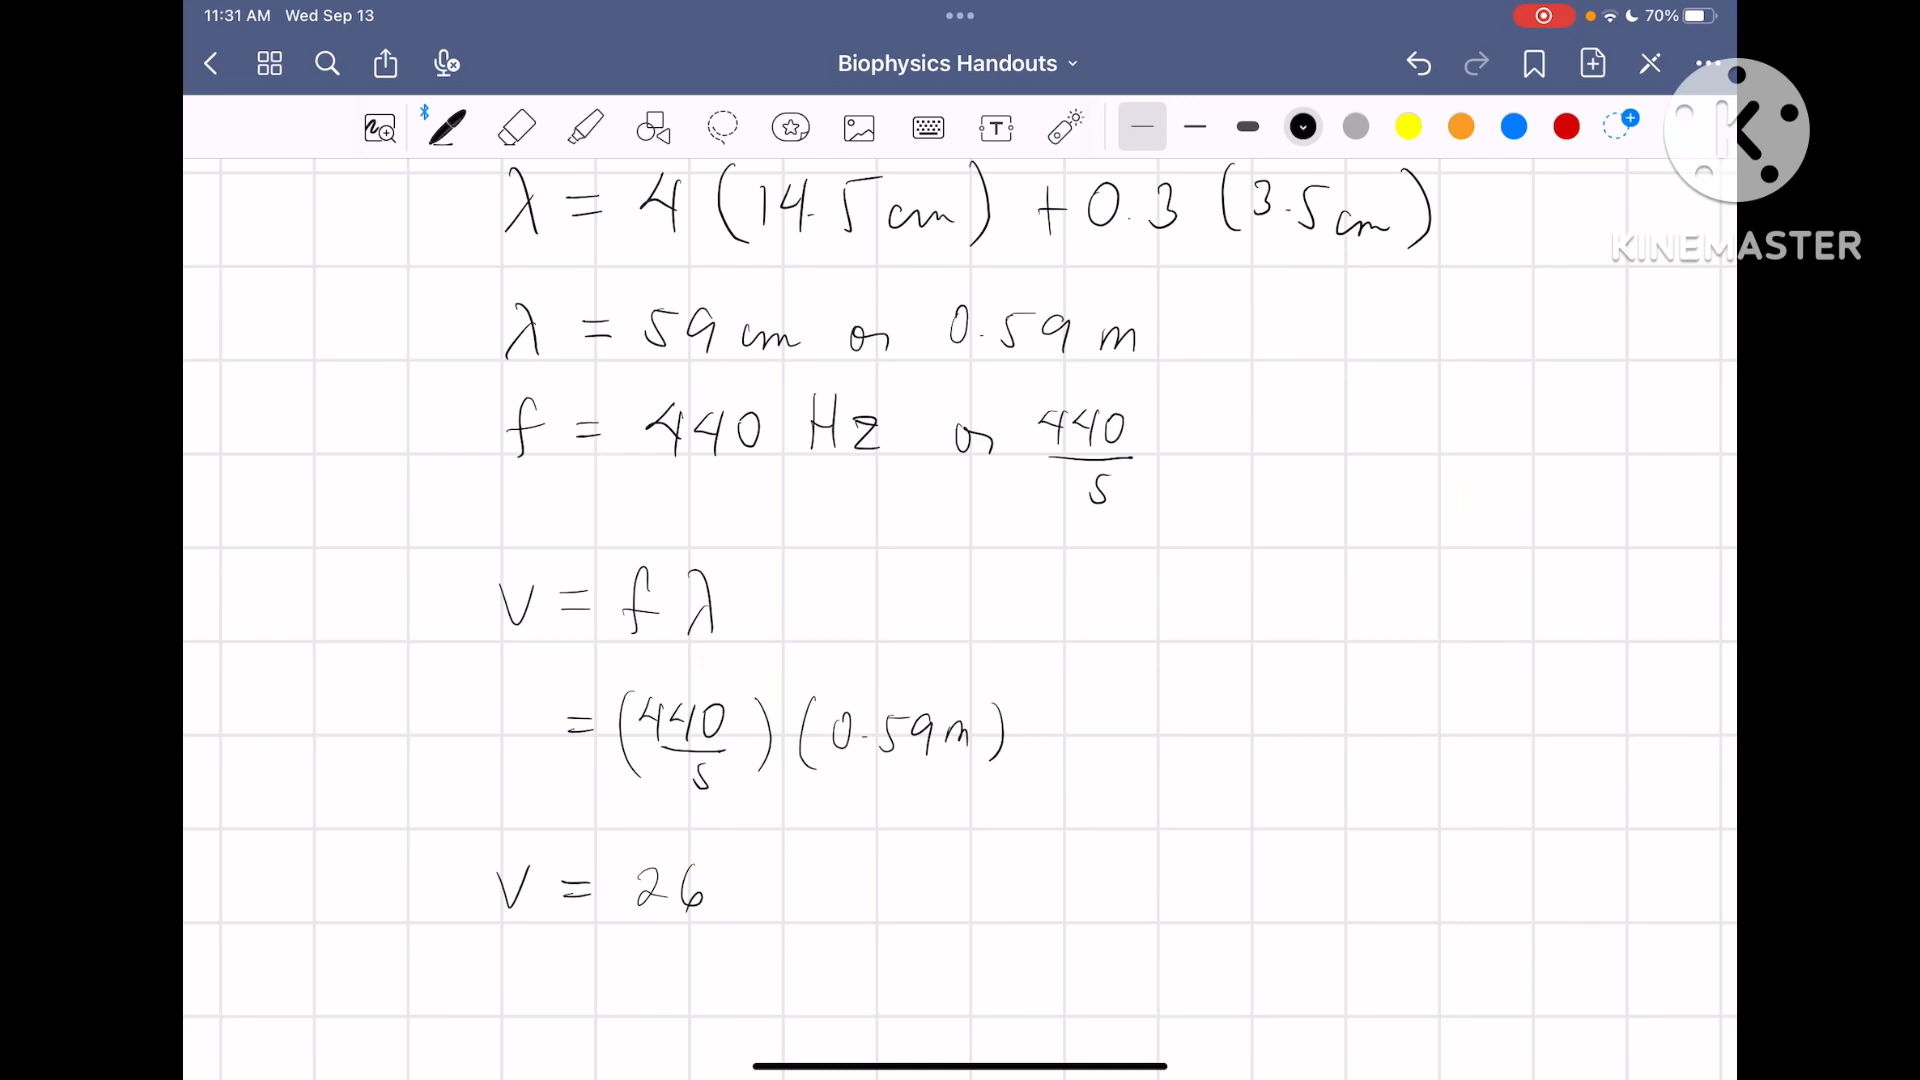 11:31 AM Wed Sep 13
70%
Biophysics Handouts
KINEMASTER
λ = 4 (14.5 cm) + 0.3 (3.5 cm)
λ = 59 cm or 0.59 m
f = 440 Hz or 440/s
v = f λ
= (440/s) (0.59 m)
v = 26